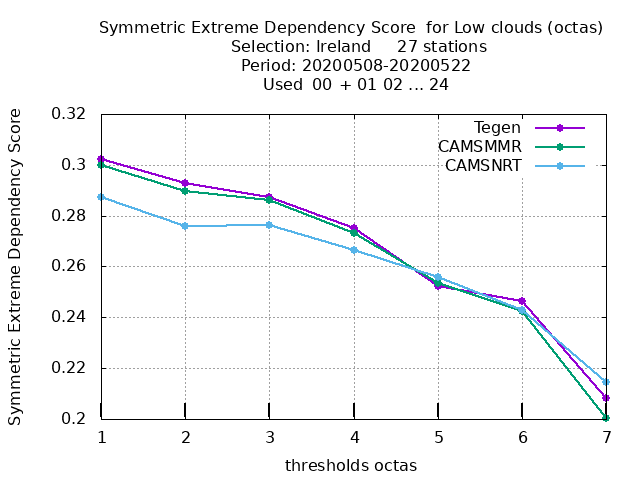 Symmetric Extreme Dependency Score  for Low clouds (octas)
Selection: Ireland     27 stations
Period: 20200508-20200522
Used  00  + 01 02 ... 24
Symmetric Extreme Dependency Score
0.32
0.3
0.28
0.26
0.24
0.22
0.2
Tegen
CAMSMMR
CAMSNRT
1 2 3 4 5 6 7
thresholds octas